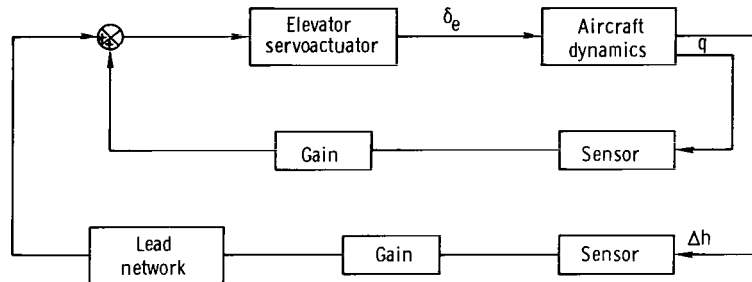 Elevator
servoactuator
δe
Aircraft
dynamics
q
Gain
Sensor
Lead
network
Gain
Sensor
Δh